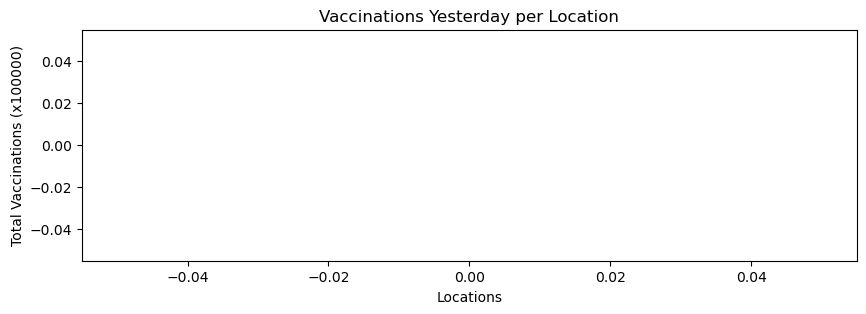 Vaccinations Yesterday per Location
Total Vaccinations (x100000)
0.04
0.02
0.00
−0.02
−0.04
−0.04 −0.02 0.00 0.02 0.04
Locations